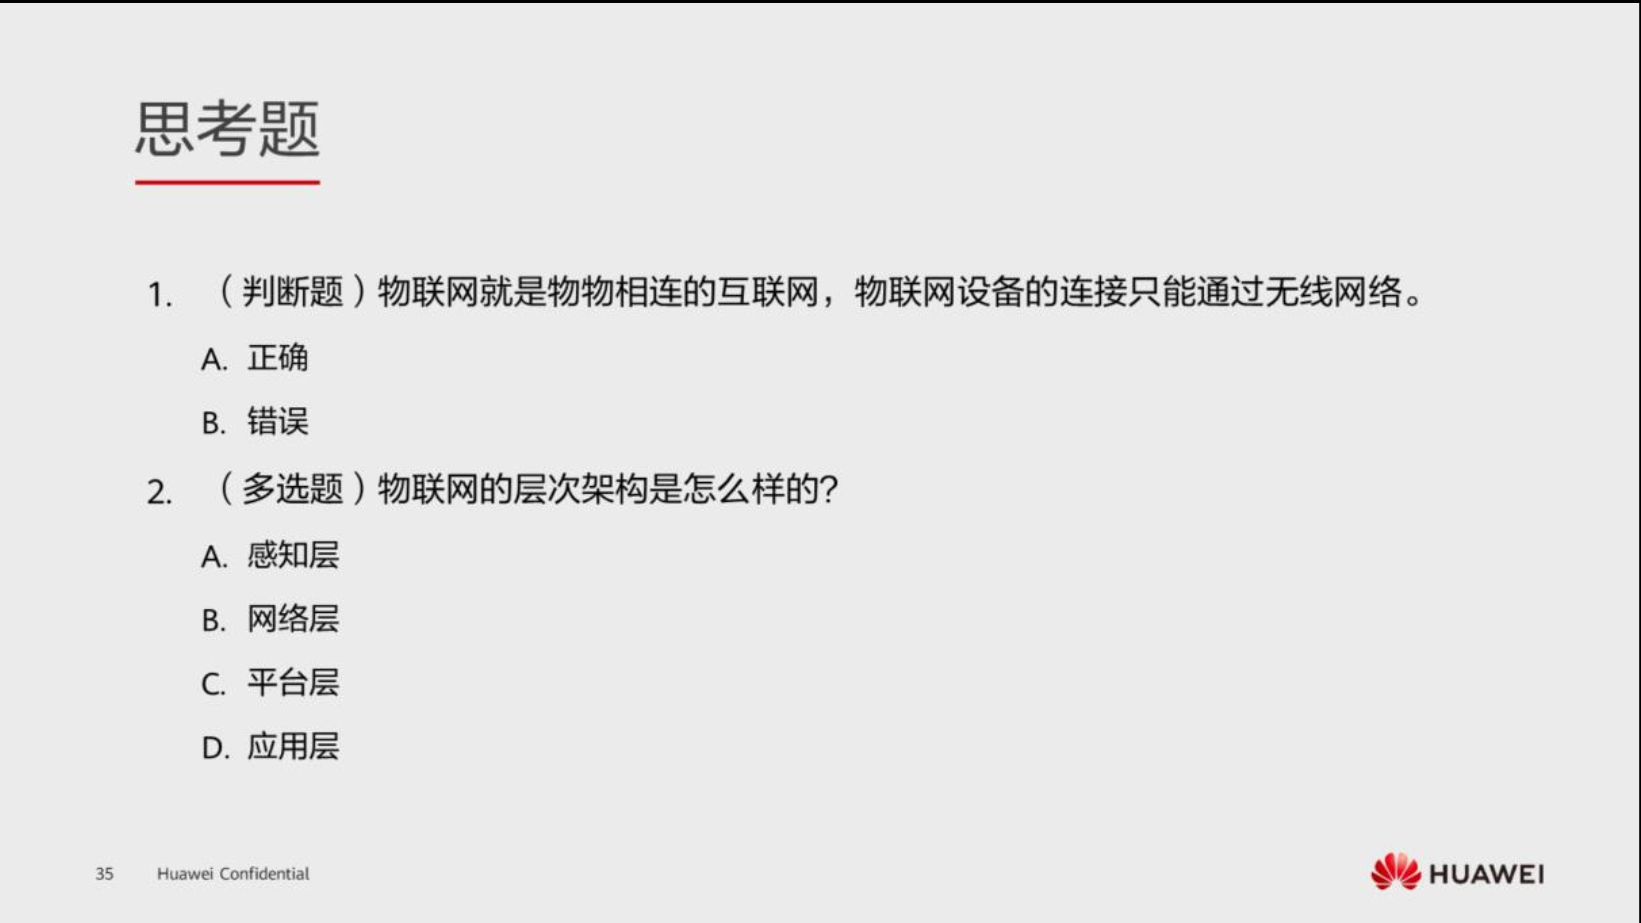 思考题
1. （判断题）物联网就是物物相连的互联网，物联网设备的连接只能通过无线网络。
A. 正确
B. 错误
2. （多选题）物联网的层次架构是怎么样的?
A. 感知层
B. 网络层
C. 平台层
D. 应用层
35 Huawei Confidential
HUAWEI